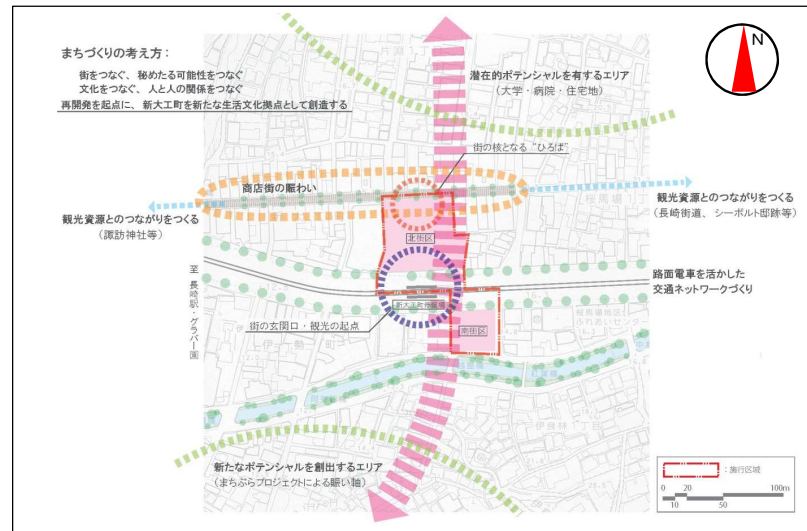 まちづくりの考え方：
街をつなぐ、秘めたる可能性をつなぐ
文化をつなぐ、人と人の関係をつなぐ
再開発を起点に、新大工町を新たな生活文化拠点として創造する
潜在的ポテンシャルを有するエリア
（大学・病院・住宅地）
N
街の核となる“ひろば”
商店街の賑わい
桜馬場
観光資源とのつながりをつくる
（諏訪神社等）
観光資源とのつながりをつくる
（長崎街道、シーボルト邸跡等）
北街区
至 長崎駅・グラバー園
路面電車を活かした
交通ネットワークづくり
街の玄関口・観光の起点
南街区
伊良林1丁目
新たなポテンシャルを創出するエリア
（まちぶらプロジェクトによる賑い軸）
：施行区域
0 20 100m
10 50